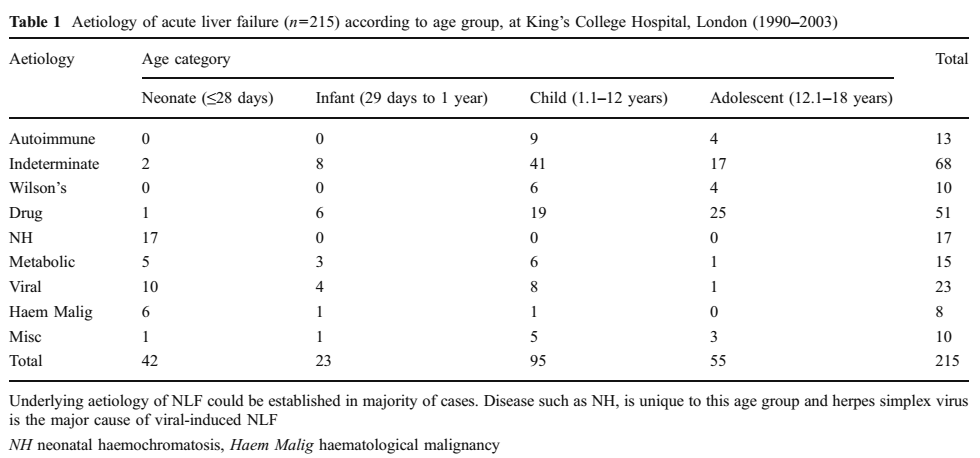 Table 1 Aetiology of acute liver failure (n=215) according to age group, at King's College Hospital, London (1990–2003)
Aetiology Age category Total
Neonate (≤28 days) Infant (29 days to 1 year) Child (1.1–12 years) Adolescent (12.1–18 years)
Autoimmune 0 0 9 4 13
Indeterminate 2 8 41 17 68
Wilson's 0 0 6 4 10
Drug 1 6 19 25 51
NH 17 0 0 0 17
Metabolic 5 3 6 1 15
Viral 10 4 8 1 23
Haem Malig 6 1 1 0 8
Misc 1 1 5 3 10
Total 42 23 95 55 215
Underlying aetiology of NLF could be established in majority of cases. Disease such as NH, is unique to this age group and herpes simplex virus
is the major cause of viral-induced NLF
NH neonatal haemochromatosis, Haem Malig haematological malignancy